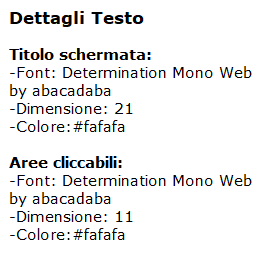 Dettagli Testo
Titolo schermata:
-Font: Determination Mono Web
by abacadaba
-Dimensione: 21
-Colore:#fafafa
Aree cliccabili:
-Font: Determination Mono Web
by abacadaba
-Dimensione: 11
-Colore:#fafafa